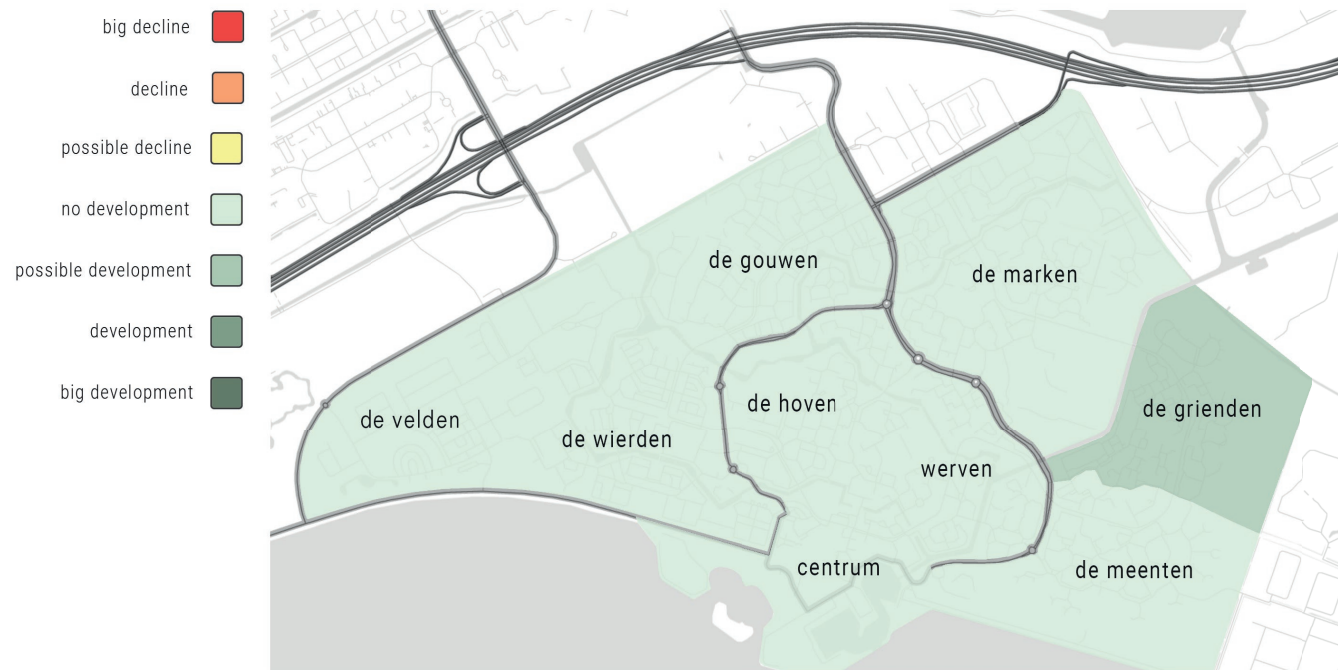 big decline
decline
possible decline
no development
possible development
development
big development
de gouwen
de marken
de velden
de wierden
de hoven
de grienden
werven
centrum
de meenten